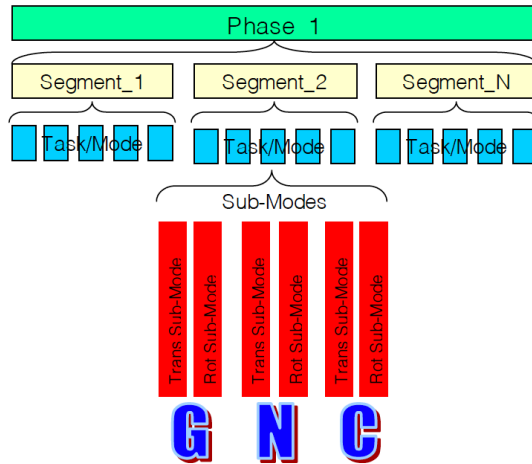 Phase 1
Segment_1 Segment_2 Segment_N
Task/Mode Task/Mode Task/Mode
Sub-Modes
Trans Sub-Mode
Rot Sub-Mode
Trans Sub-Mode
Rot Sub-Mode
Trans Sub-Mode
Rot Sub-Mode
G N C